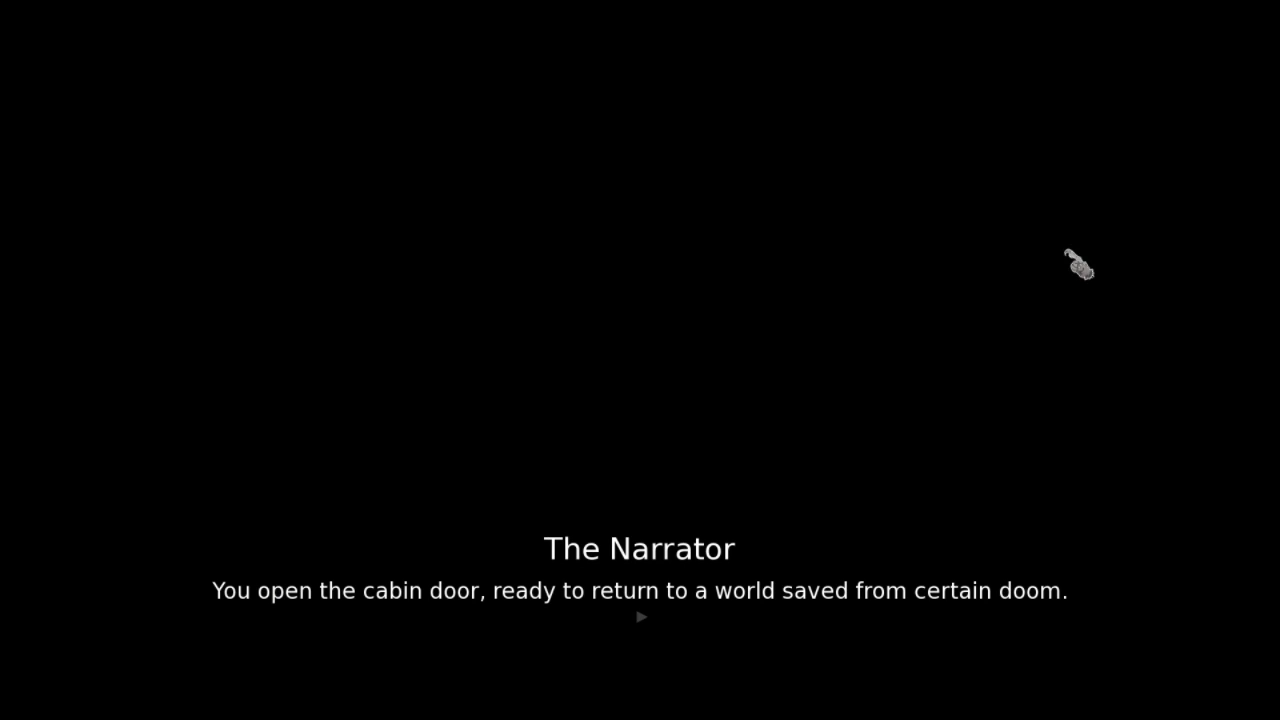 The Narrator
You open the cabin door, ready to return to a world saved from certain doom.